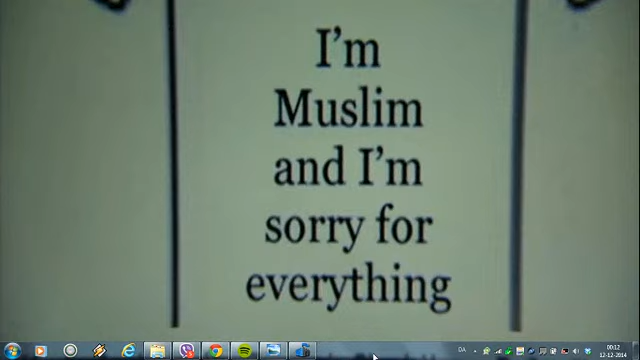 I'm
Muslim
and I'm
sorry for
everything
DA
00:12
12-12-2014